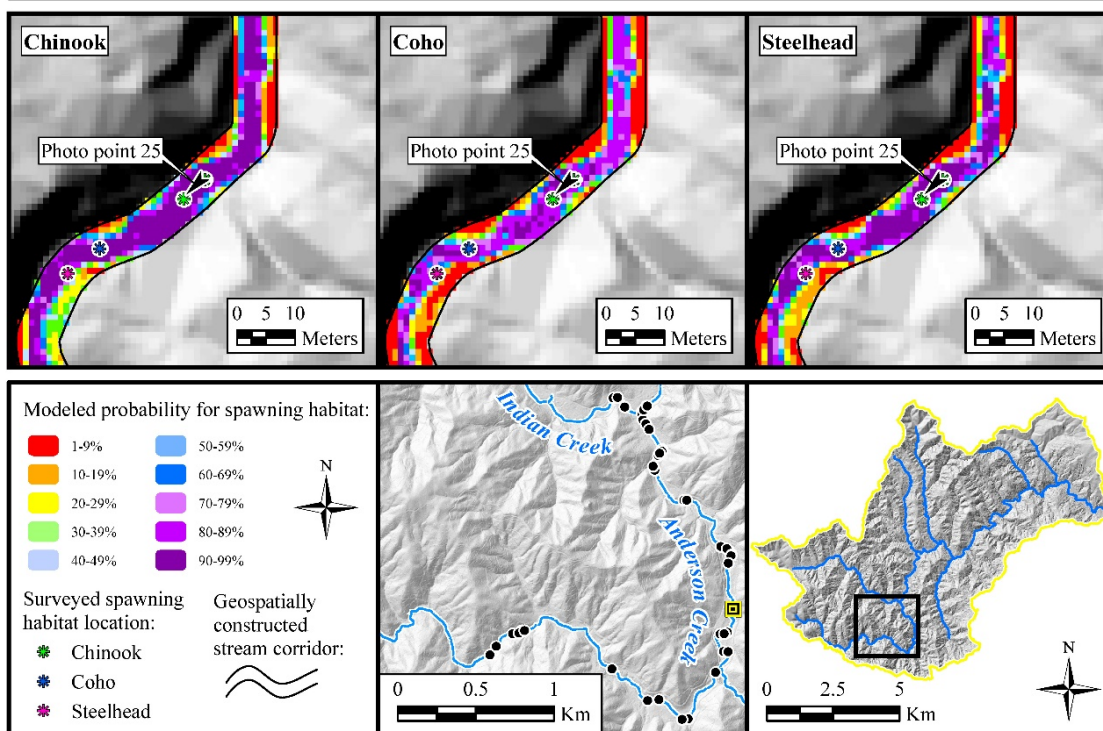 Chinook
Photo point 25
0 5 10
Meters
Coho
Photo point 25
0 5 10
Meters
Steelhead
Photo point 25
0 5 10
Meters
Modeled probability for spawning habitat:
1-9%
10-19%
20-29%
30-39%
40-49%
50-59%
60-69%
70-79%
80-89%
90-99%
N
Surveyed spawning
habitat location:
Chinook
Coho
Steelhead
Geospatially
constructed
stream corridor:
Indian Creek
Anderson Creek
0 0.5 1
Km
0 2.5 5
Km
N